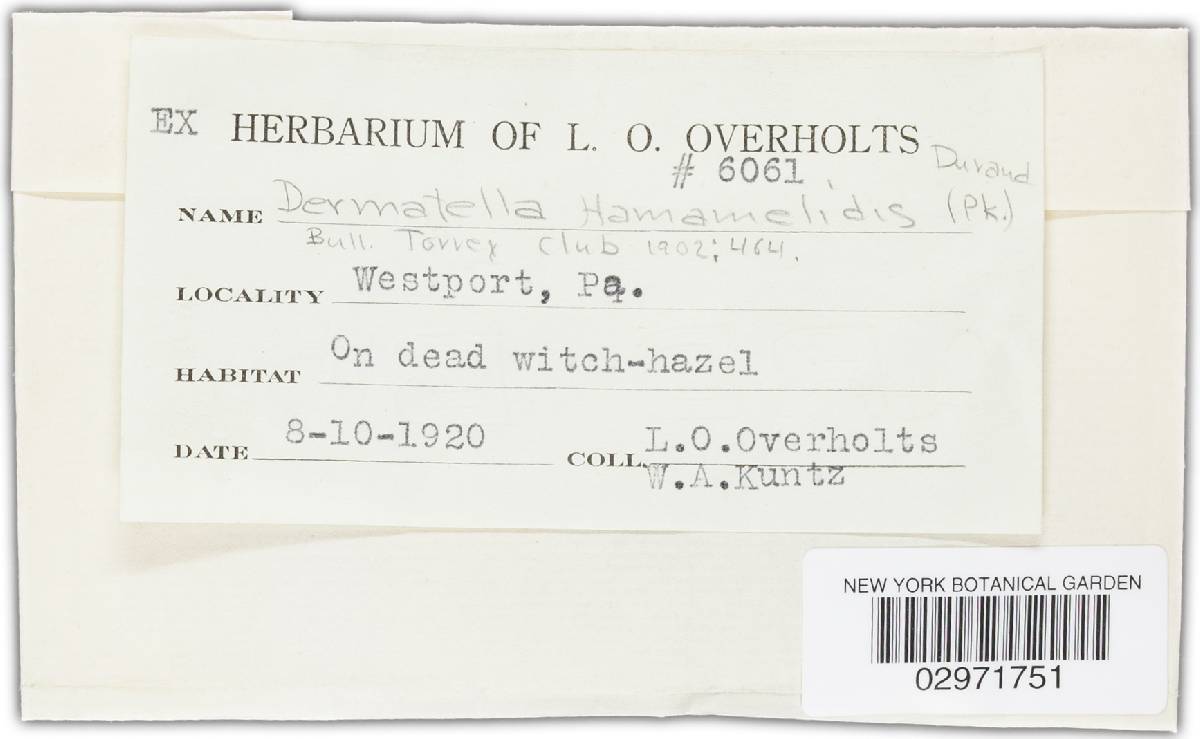 EX HERBARIUM OF L. O. OVERHOLTS
# 6061
NAME Dermatella Hamamelidis (Pk.) Durand
Bull. Torrey Club 1902; 464.
LOCALITY Westport, Pa.
HABITAT On dead witch-hazel
DATE 8-10-1920 COLL. L.O.Overholts
W.A.Kuntz
NEW YORK BOTANICAL GARDEN
02971751